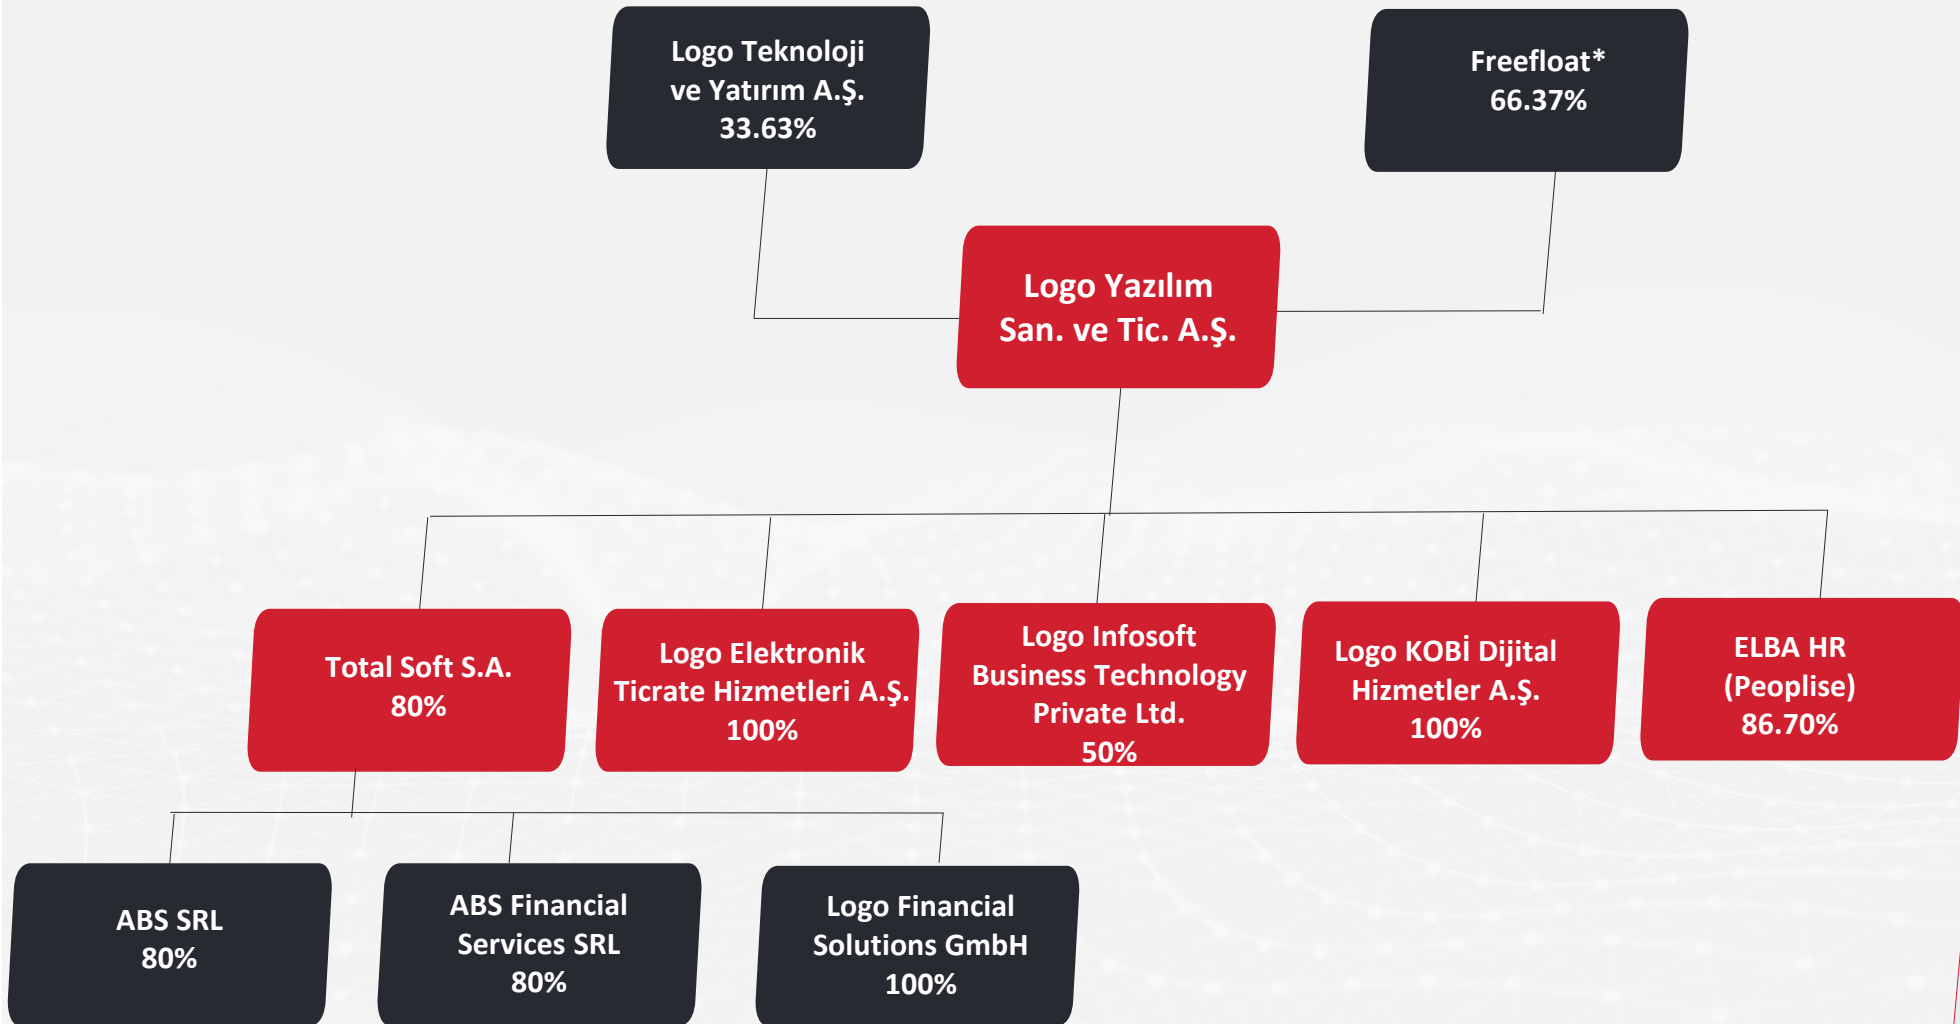 Logo Teknoloji
ve Yatırım A.Ş.
33.63%
Freefloat*
66.37%
Logo Yazılım
San. ve Tic. A.Ş.
Total Soft S.A.
80%
Logo Elektronik
Ticrate Hizmetleri A.Ş.
100%
Logo Infosoft
Business Technology
Private Ltd.
50%
Logo KOBİ Dijital
Hizmetler A.Ş.
100%
ELBA HR
(Peoplise)
86.70%
ABS SRL
80%
ABS Financial
Services SRL
80%
Logo Financial
Solutions GmbH
100%